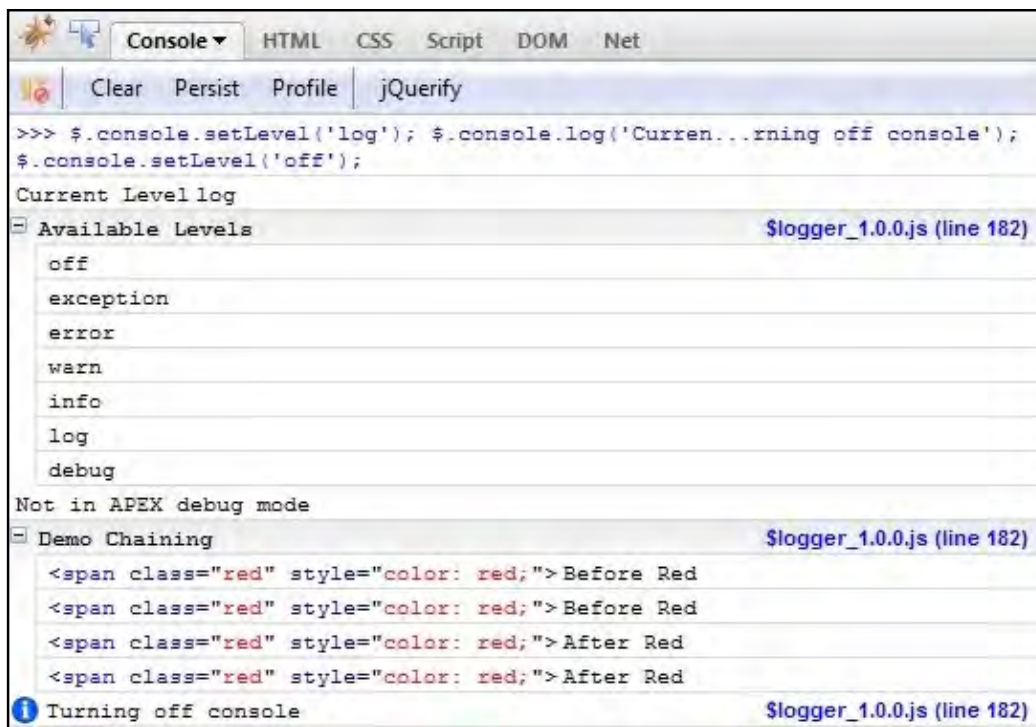 Console HTML CSS Script DOM Net
Clear Persist Profile jQuerify
>>> $.console.setLevel('log'); $.console.log('Curren...rning off console');
$.console.setLevel('off');
Current Level log
Available Levels $logger_1.0.0.js (line 182)
off
exception
error
warn
info
log
debug
Not in APEX debug mode
Demo Chaining $logger_1.0.0.js (line 182)
<span class="red" style="color: red;">Before Red
<span class="red" style="color: red;">Before Red
<span class="red" style="color: red;">After Red
<span class="red" style="color: red;">After Red
Turning off console $logger_1.0.0.js (line 182)